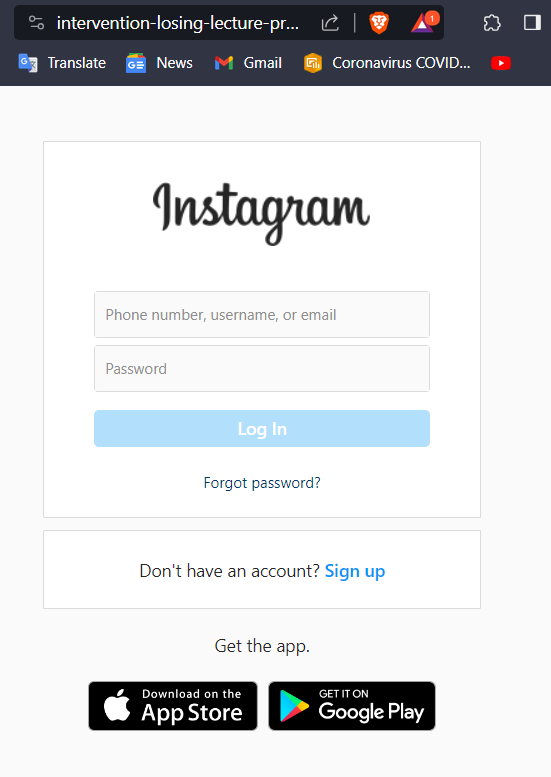 intervention-losing-lecture-pr...
1
Translate News Gmail Coronavirus COVID...
Instagram
Phone number, username, or email
Password
Log In
Forgot password?
Don't have an account? Sign up
Get the app.
Download on the
App Store
GET IT ON
Google Play